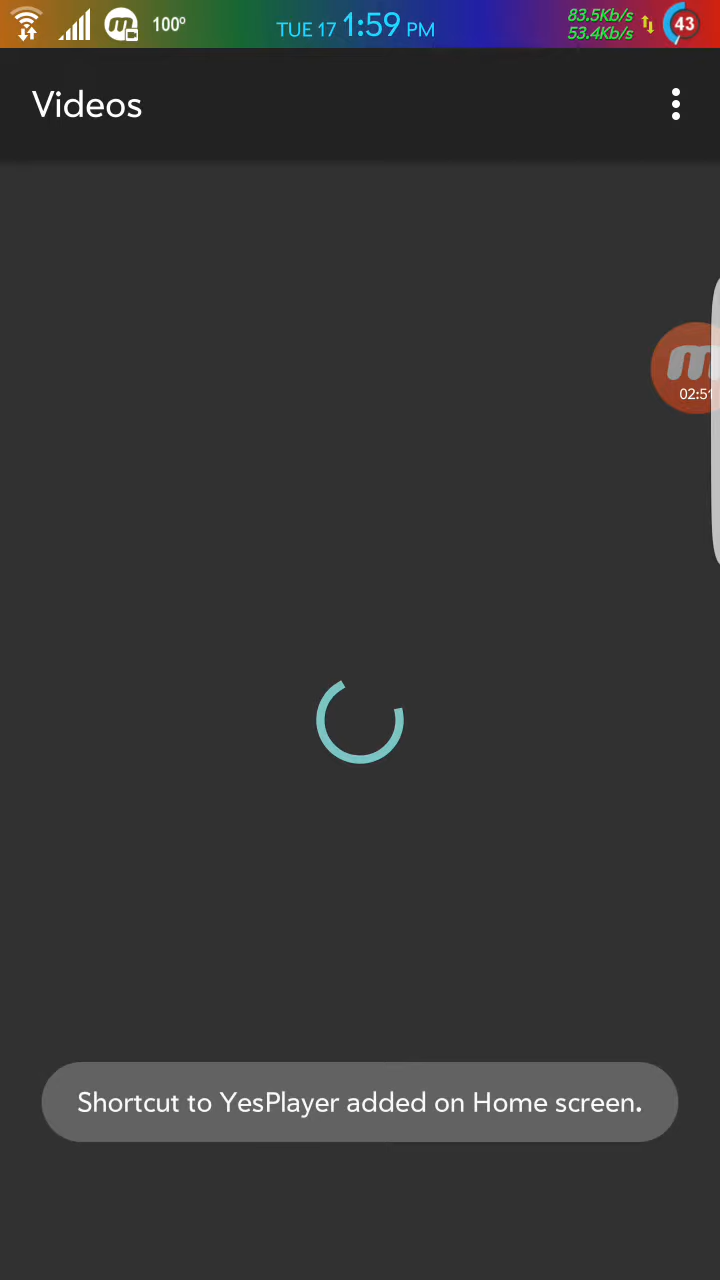 100° TUE 17 1:59 PM 83.5Kb/s 43
53.4Kb/s
Videos
m
02:51
Shortcut to YesPlayer added on Home screen.